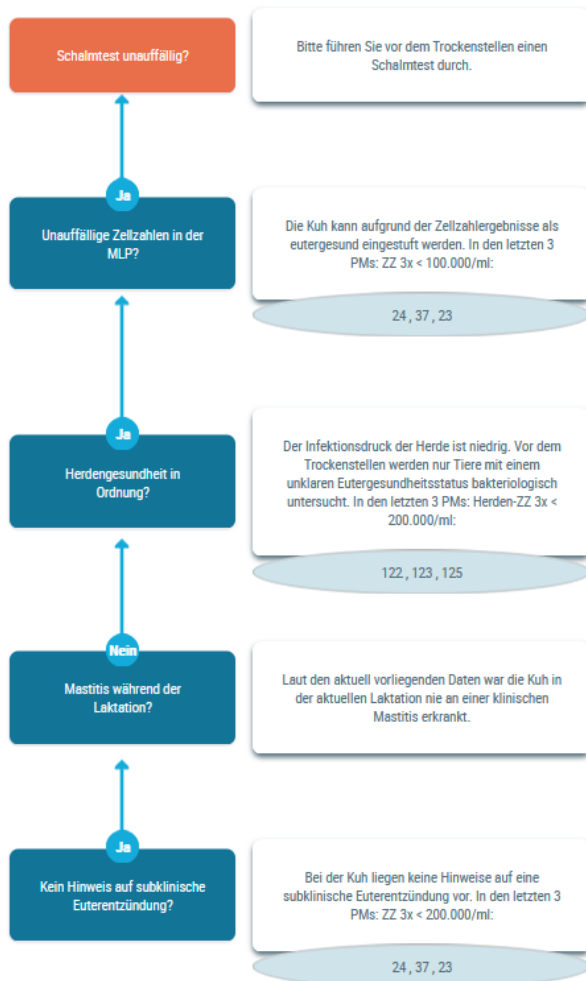 Schalmtest unauffällig?
Bitte führen Sie vor dem Trockenstellen einen
Schalmtest durch.
Ja
Unauffällige Zellzahlen in der
MLP?
Die Kuh kann aufgrund der Zellzahlergebnisse als
eutergesund eingestuft werden. In den letzten 3
PMs: ZZ 3x < 100.000/ml:
24 , 37 , 23
Ja
Herdengesundheit in
Ordnung?
Der Infektionsdruck der Herde ist niedrig. Vor dem
Trockenstellen werden nur Tiere mit einem
unklaren Eutergesundheitsstatus bakteriologisch
untersucht. In den letzten 3 PMs: Herden-ZZ 3x <
200.000/ml:
122 , 123 , 125
Nein
Mastitis während der
Laktation?
Laut den aktuell vorliegenden Daten war die Kuh in
der aktuellen Laktation nie an einer klinischen
Mastitis erkrankt.
Ja
Kein Hinweis auf subklinische
Euterentzündung?
Bei der Kuh liegen keine Hinweise auf eine
subklinische Euterentzündung vor. In den letzten 3
PMs: ZZ 3x < 200.000/ml:
24 , 37 , 23